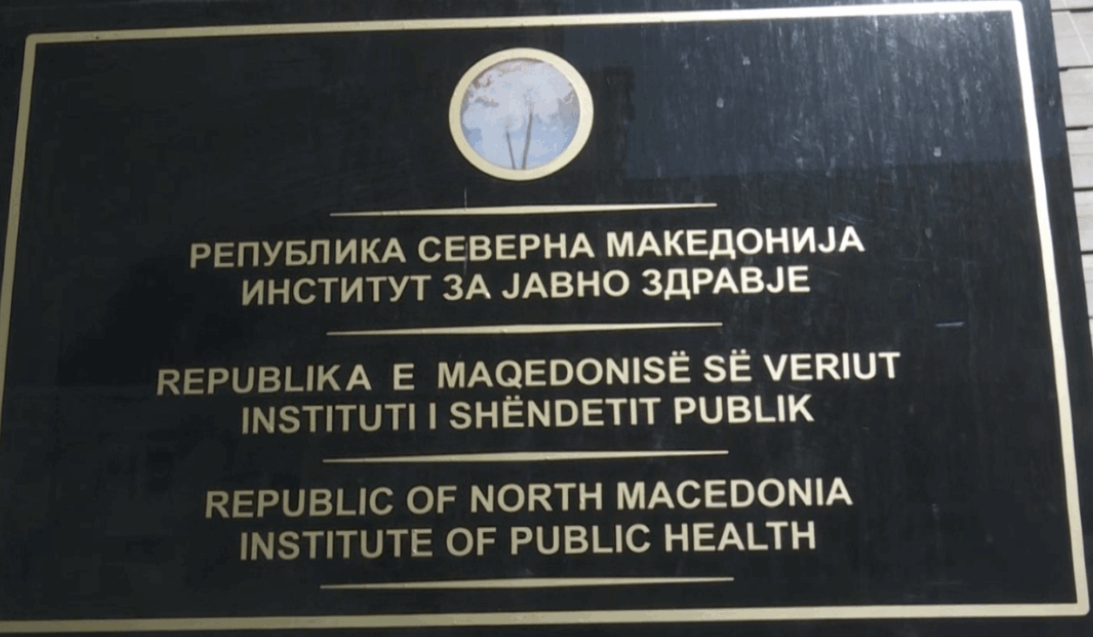 РЕПУБЛИКА СЕВЕРНА МАКЕДОНИЈА
ИНСТИТУТ ЗА ЈАВНО ЗДРАВЈЕ
REPUBLIKA E MAQEDONISË SË VERIUT
INSTITUTI I SHËNDETIT PUBLIK
REPUBLIC OF NORTH MACEDONIA
INSTITUTE OF PUBLIC HEALTH